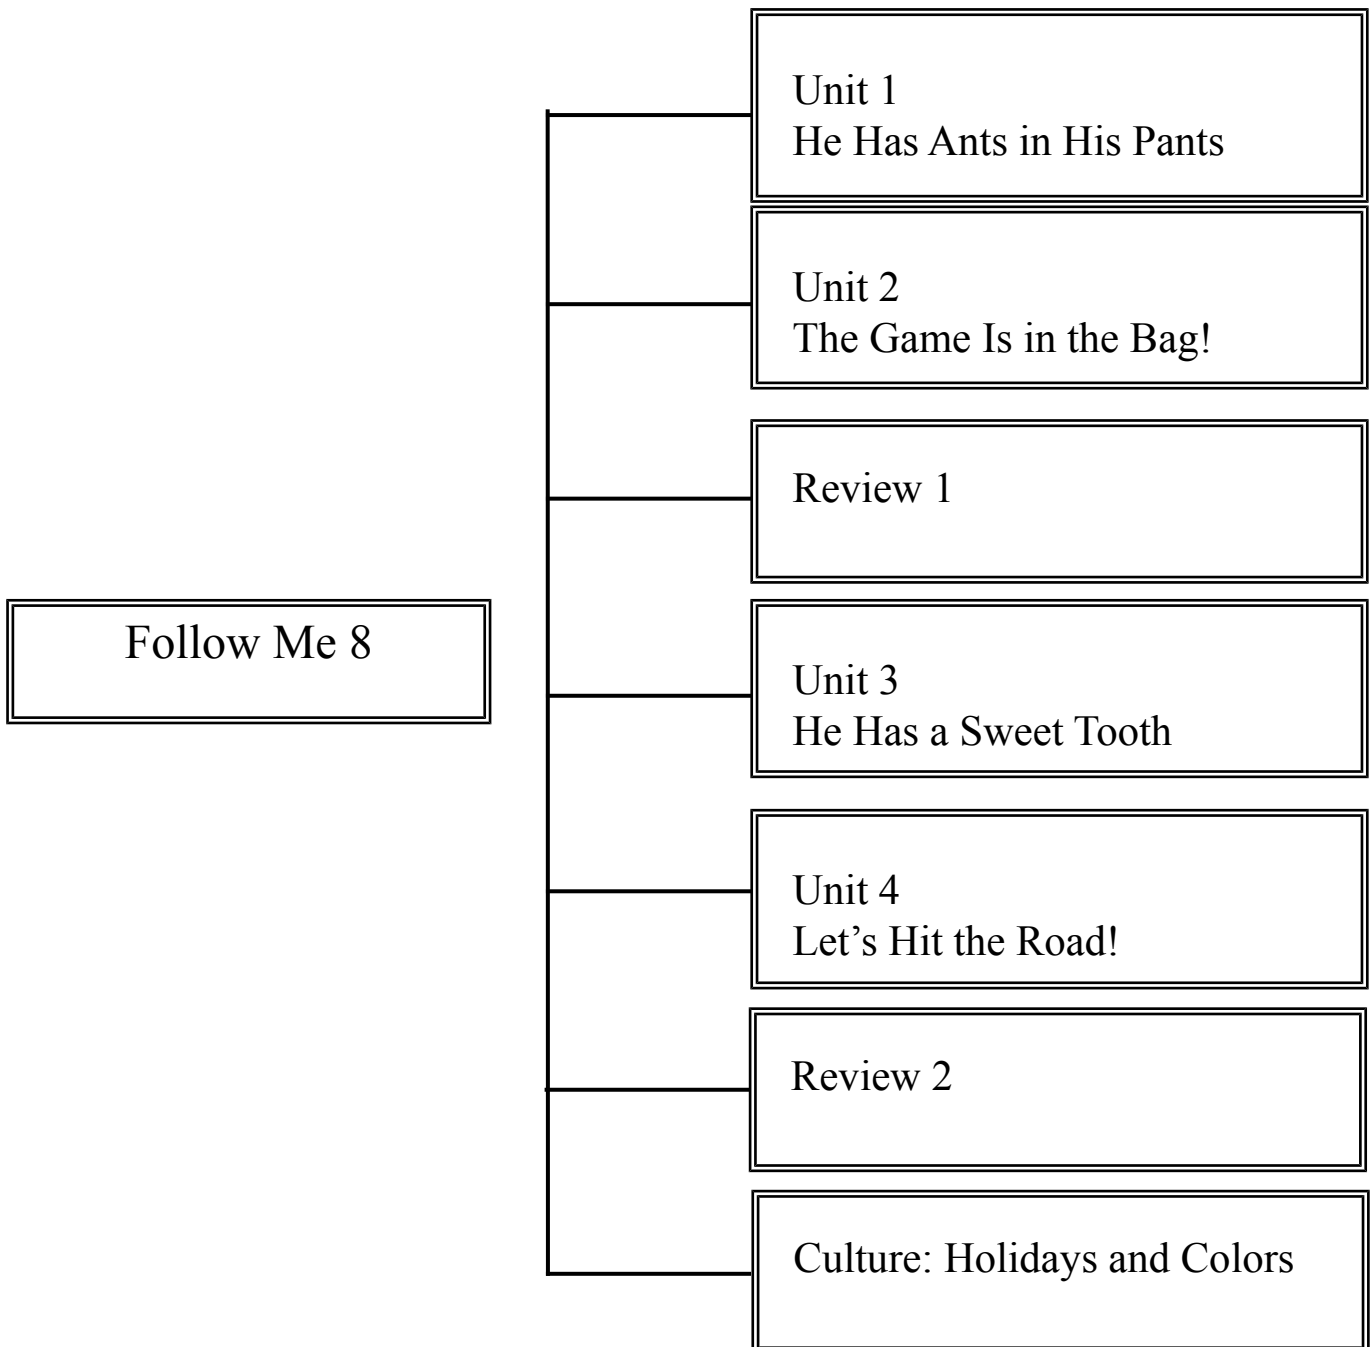 Follow Me 8
Unit 1
He Has Ants in His Pants
Unit 2
The Game Is in the Bag!
Review 1
Unit 3
He Has a Sweet Tooth
Unit 4
Let’s Hit the Road!
Review 2
Culture: Holidays and Colors